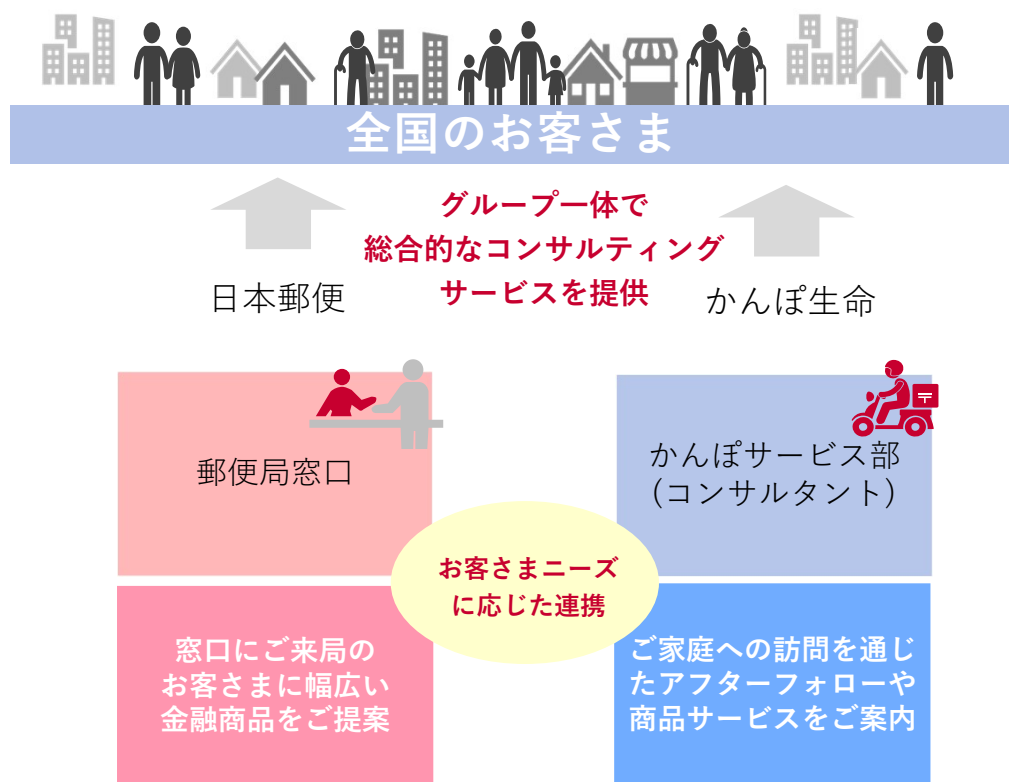 全国のお客さま
グループ一体で
総合的なコンサルティング
サービスを提供
日本郵便
かんぽ生命
郵便局窓口
〒
かんぽサービス部
(コンサルタント)
お客さまニーズ
に応じた連携
窓口にご来局の
お客さまに幅広い
金融商品をご提案
ご家庭への訪問を通じ
たアフターフォローや
商品サービスをご案内